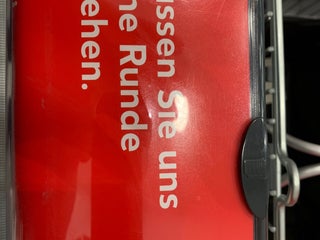 ssen Sie uns
ne Runde
ehen.